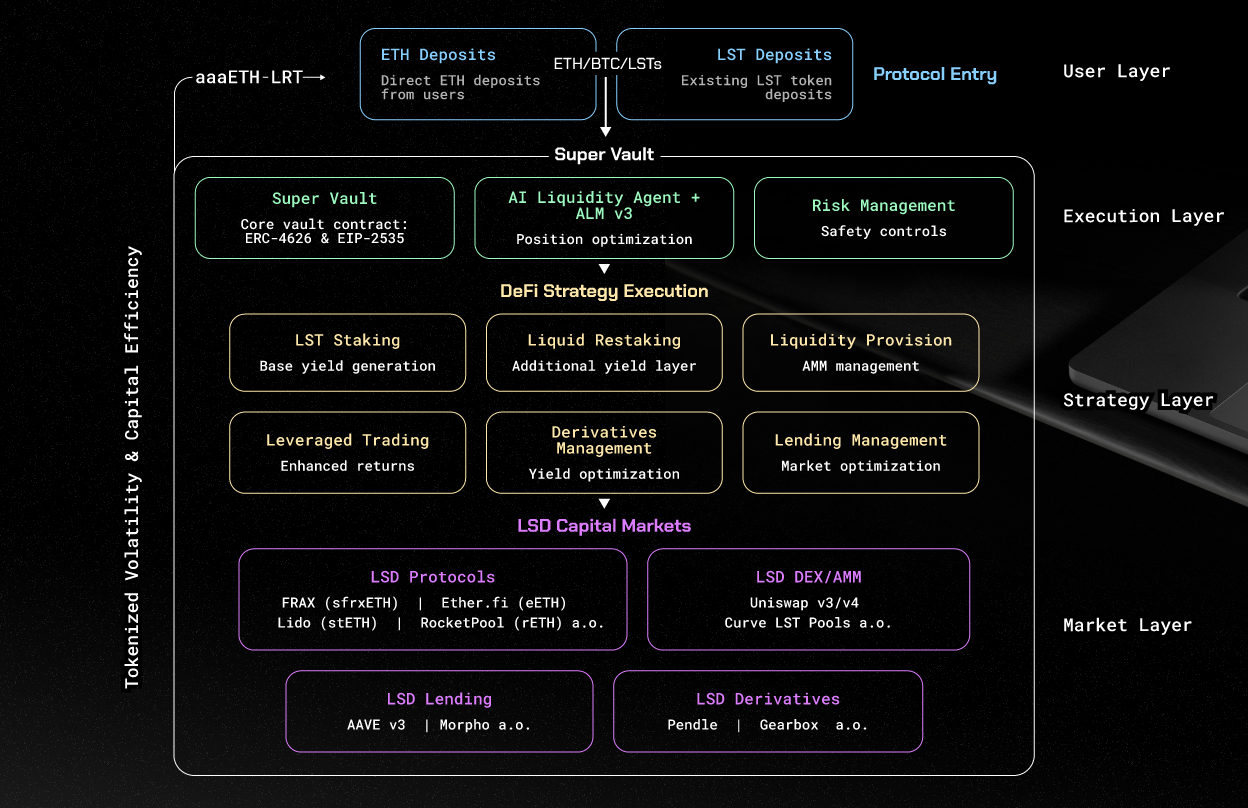 aaaETH-LRT
ETH Deposits
Direct ETH deposits
from users
ETH/BTC/LSTs
LST Deposits
Existing LST token
deposits
Protocol Entry
User Layer
Super Vault
Super Vault
Core vault contract:
ERC-4626 & EIP-2535
AI Liquidity Agent +
ALM v3
Position optimization
Risk Management
Safety controls
Execution Layer
DeFi Strategy Execution
LST Staking
Base yield generation
Liquid Restaking
Additional yield layer
Liquidity Provision
AMM management
Strategy Layer
Leveraged Trading
Enhanced returns
Derivatives
Management
Yield optimization
Lending Management
Market optimization
LSD Capital Markets
LSD Protocols
FRAX (sfrxETH) | Ether.fi (eETH)
Lido (stETH) | RocketPool (rETH) a.o.
LSD DEX/AMM
Uniswap v3/v4
Curve LST Pools a.o.
Market Layer
LSD Lending
AAVE v3 | Morpho a.o.
LSD Derivatives
Pendle | Gearbox a.o.
Tokenized Volatility & Capital Efficiency